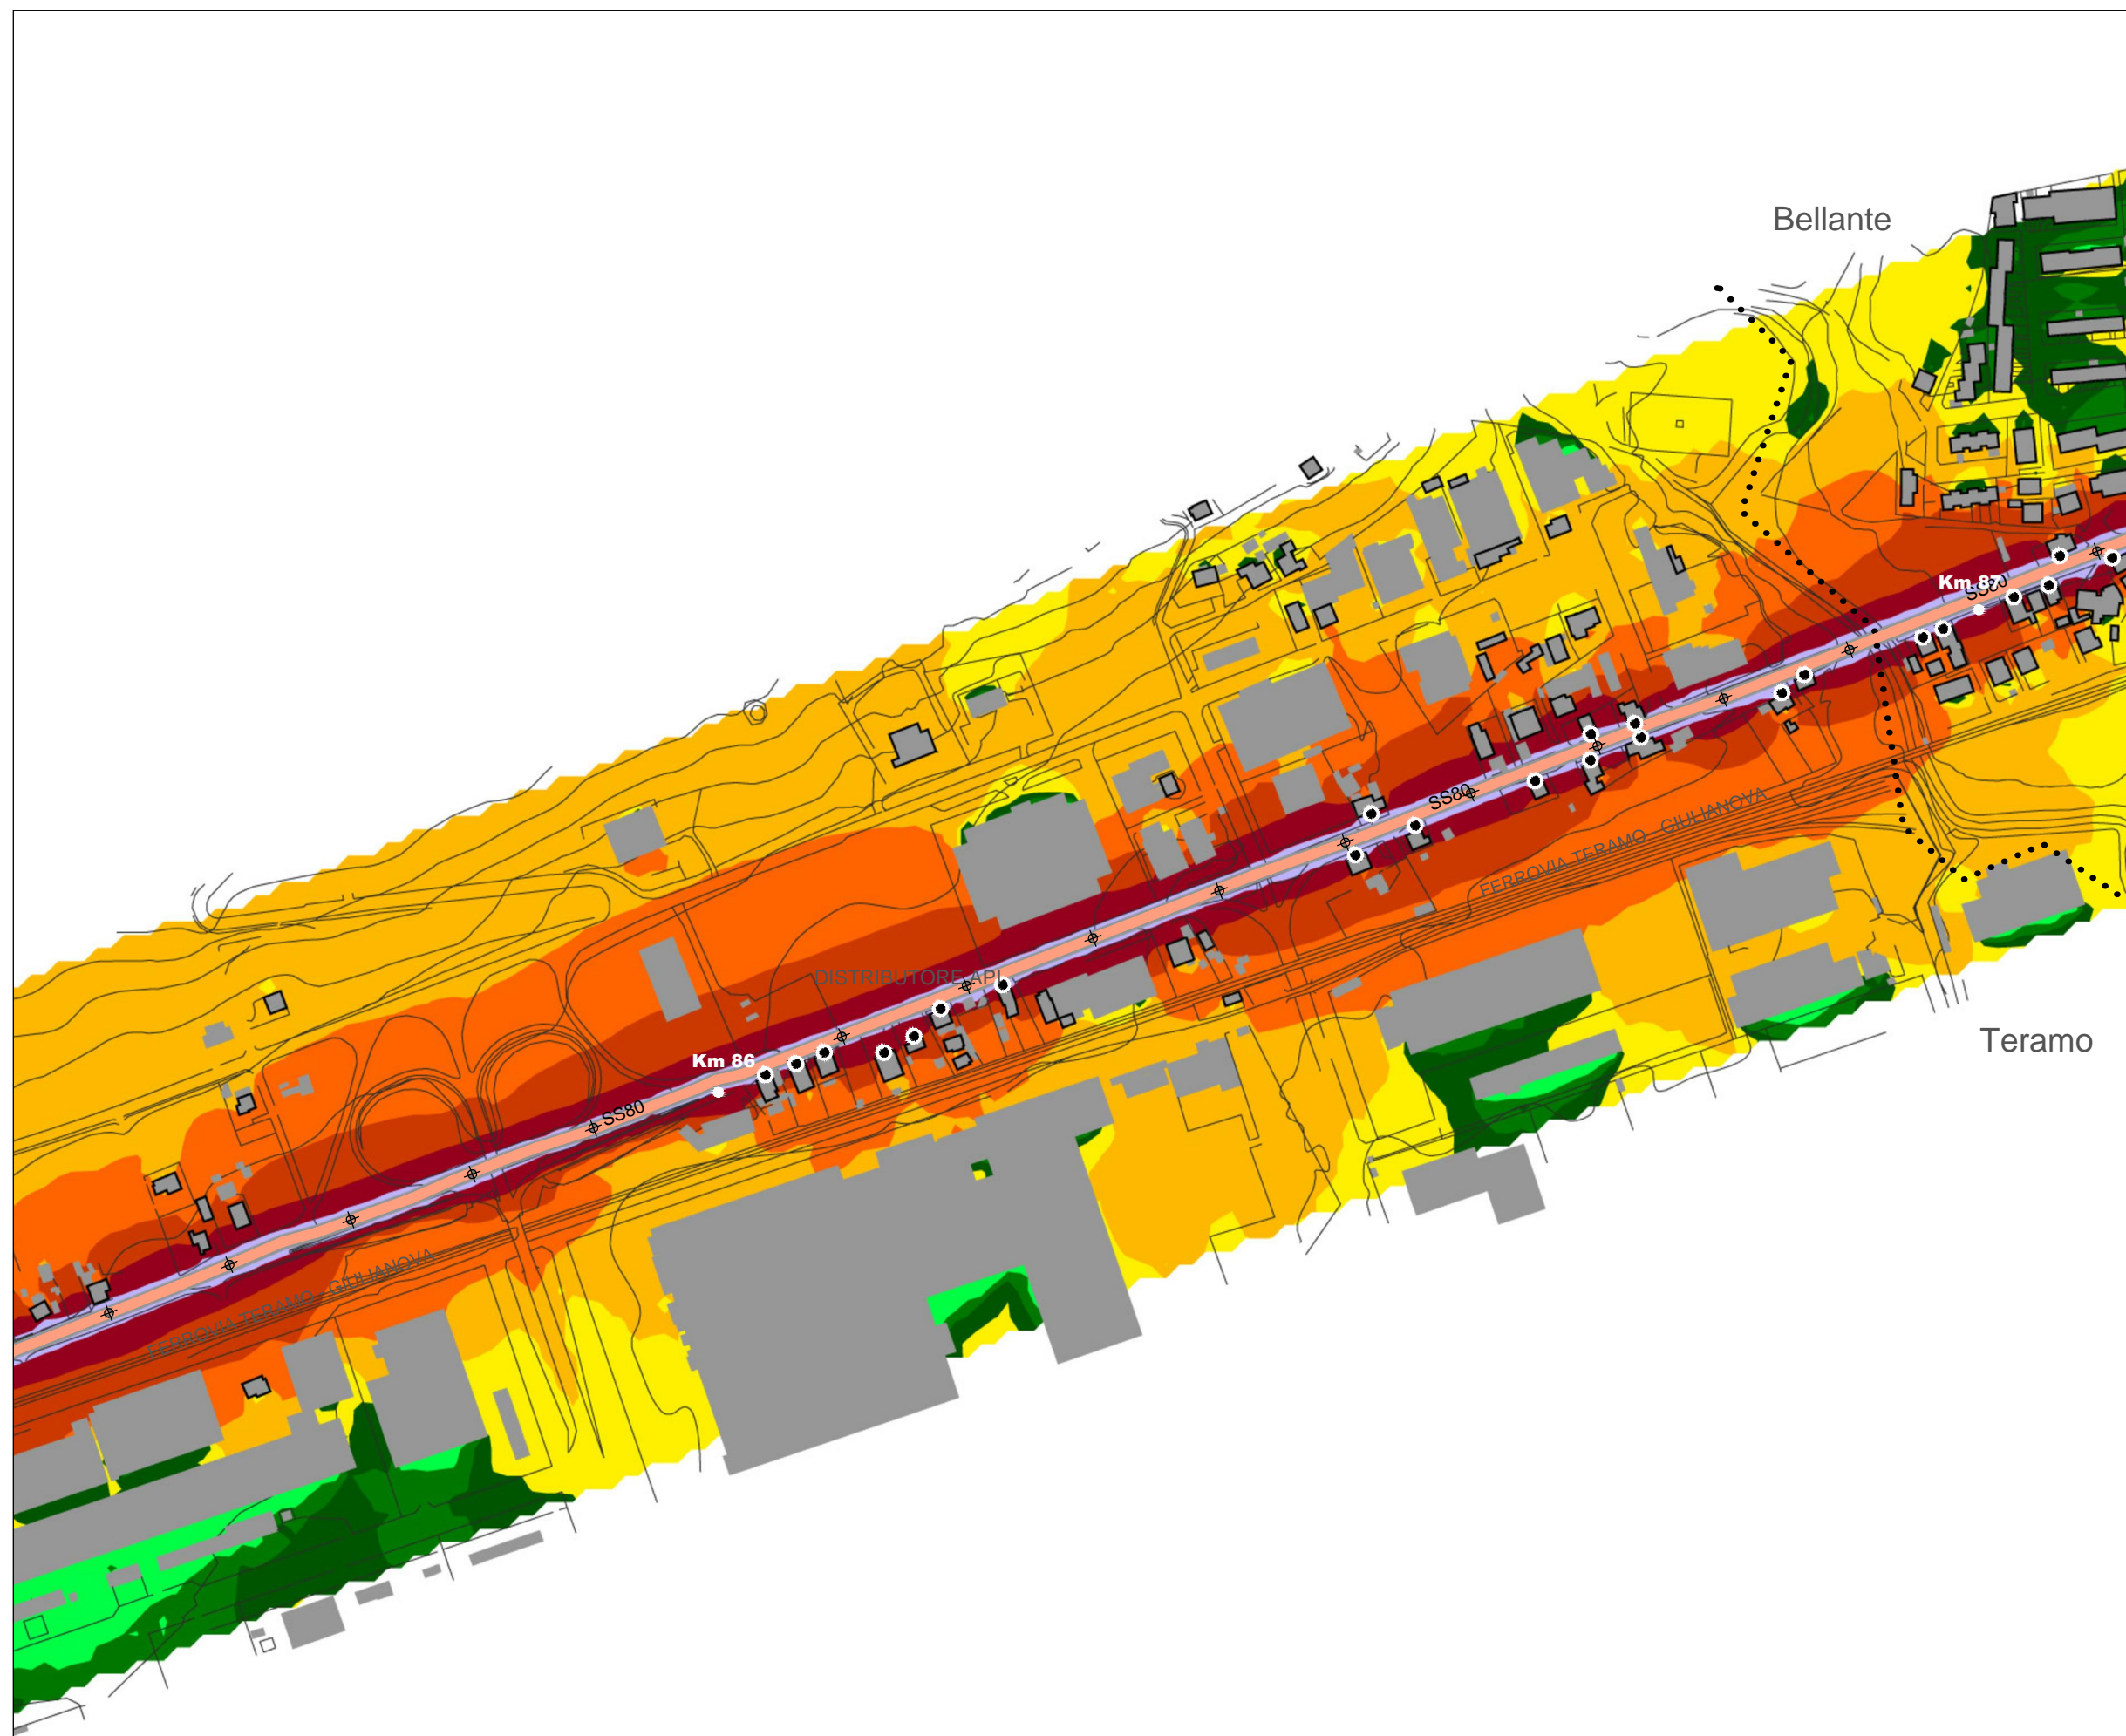 Bellante
Km 87
SS80
SS80
FERROVIA TERAMO - GIULIANOVA
DISTRIBUTORE API
Teramo
Km 86
SS80
FERROVIA TERAMO - GIULIANOVA